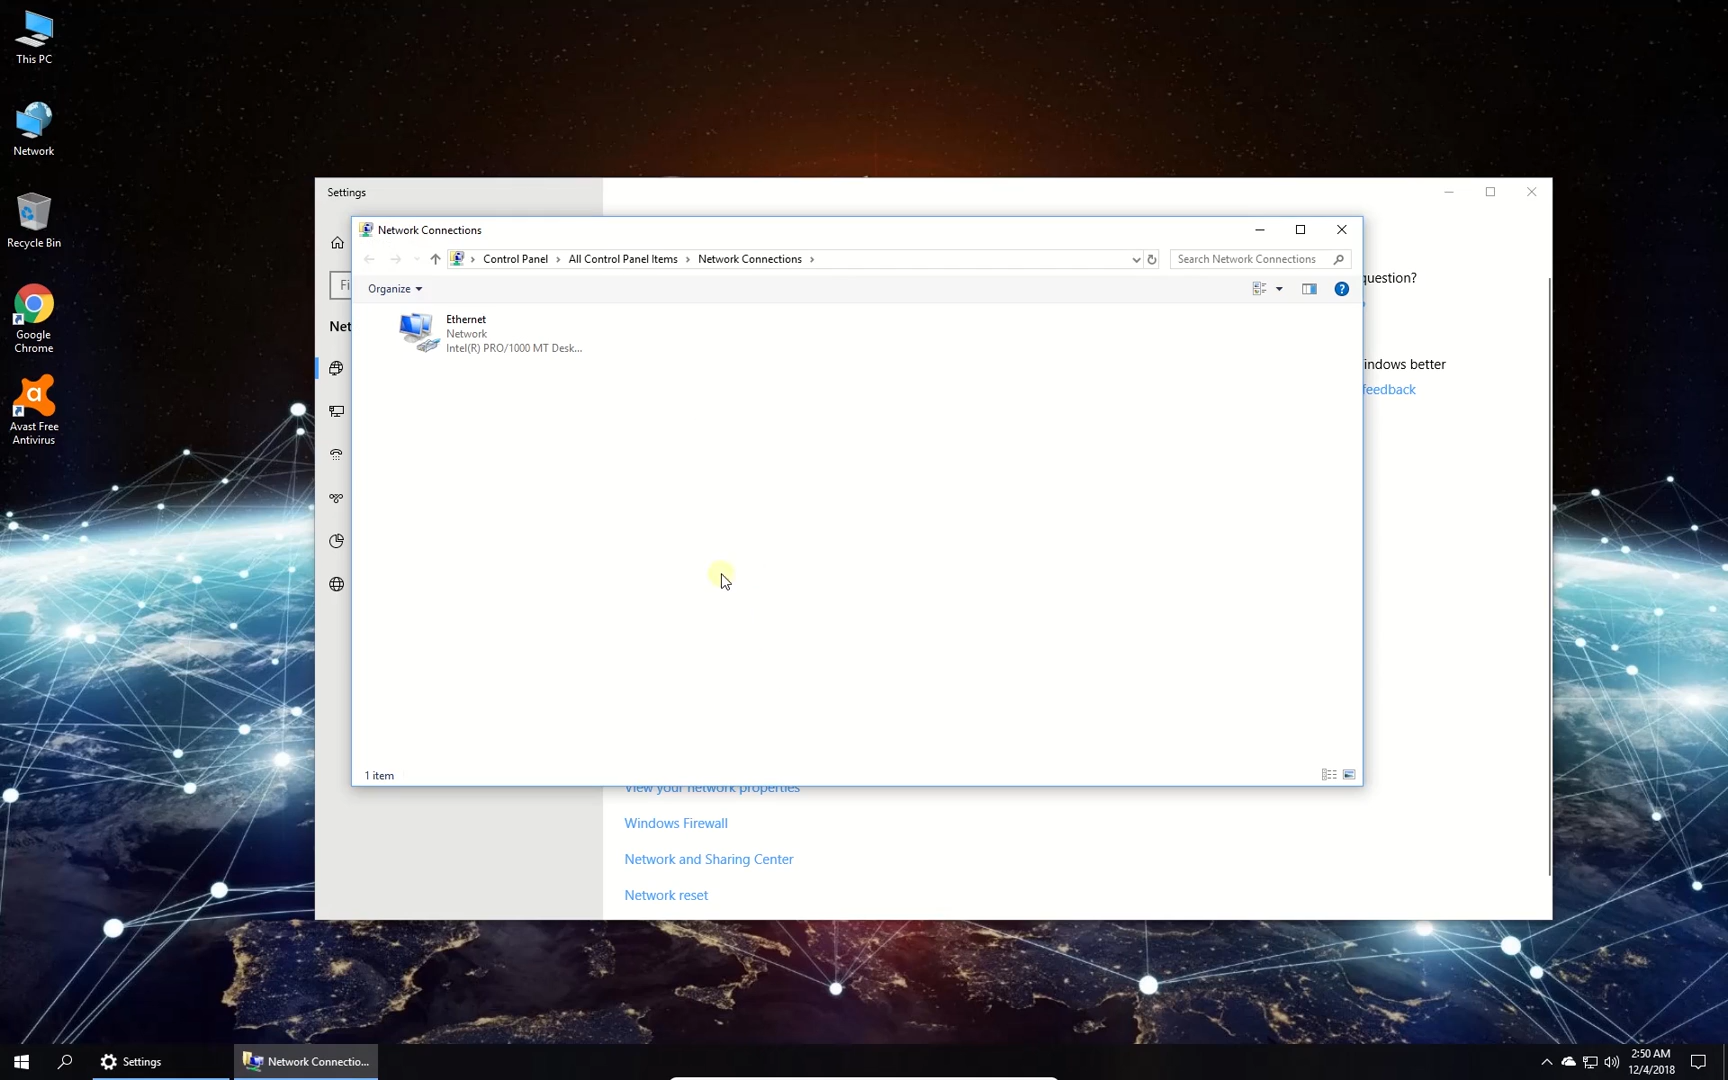 This PC
Network
Recycle Bin
Google
Chrome
Avast Free
Antivirus
Settings
Network Connections
Control Panel
All Control Panel Items
Network Connections
Search Network Connections
question?
Fi
Organize
Ethernet
Network
Intel(R) PRO/1000 MT Desk...
Net
indows better
feedback
1 item
View your network properties
Windows Firewall
Network and Sharing Center
Network reset
Settings
Network Connectio...
2:50 AM
12/4/2018